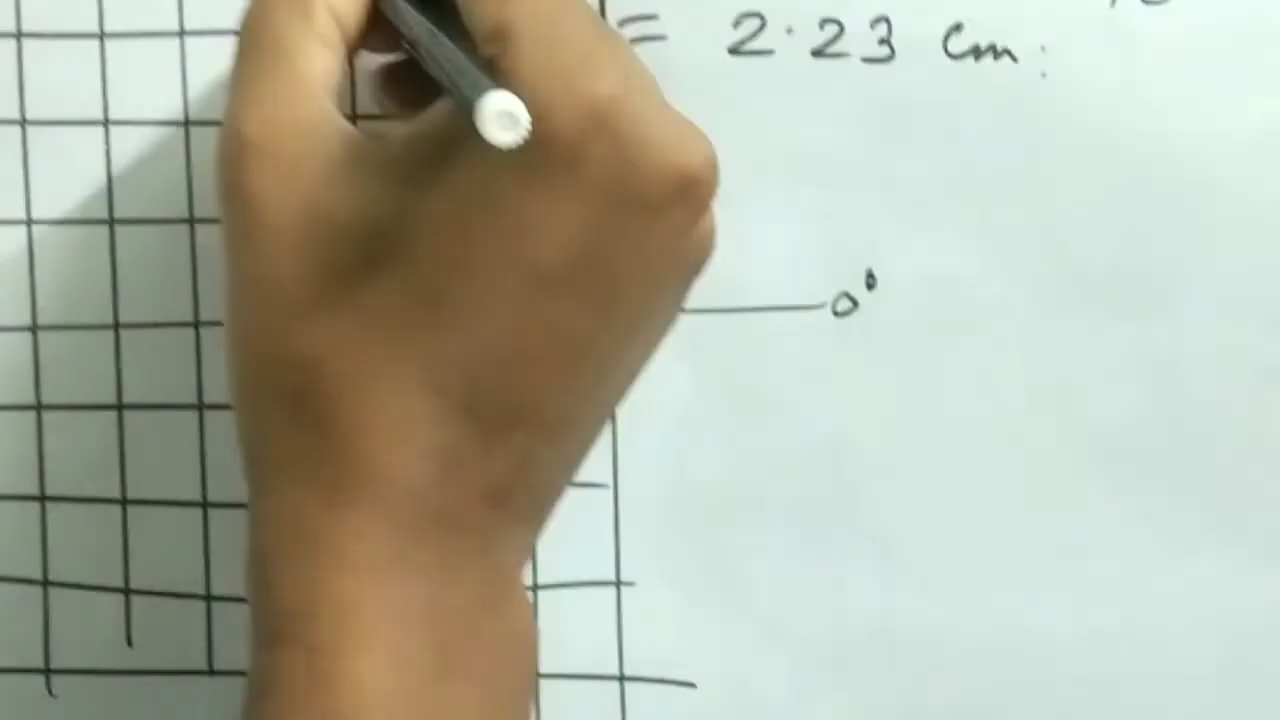 = 2.23 cm.
0°